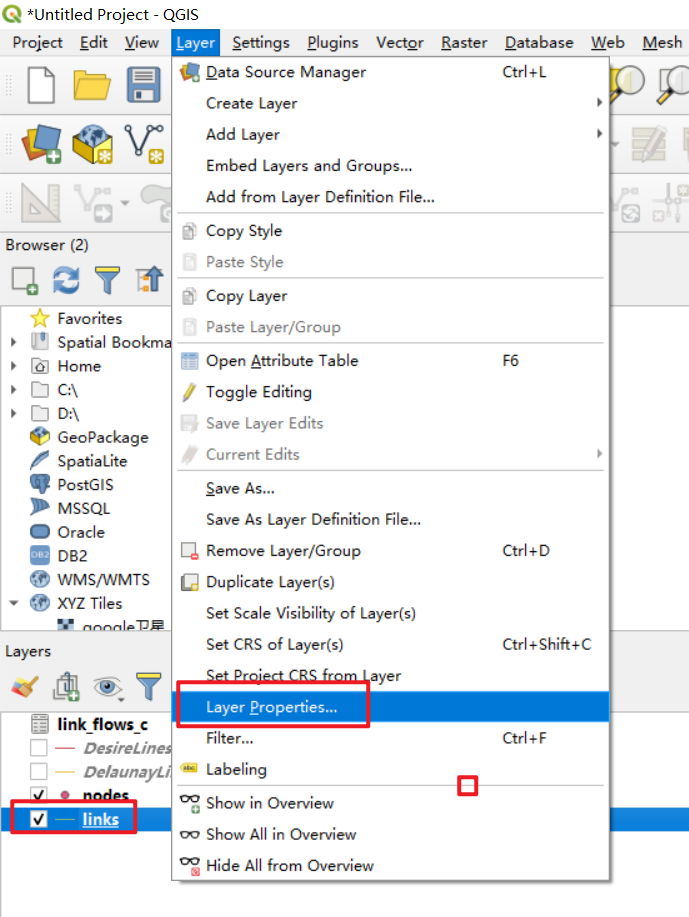 *Untitled Project - QGIS
Project Edit View Layer Settings Plugins Vector Raster Database Web Mesh
Data Source Manager Ctrl+L
Create Layer
Add Layer
Embed Layers and Groups...
Add from Layer Definition File...
Copy Style
Paste Style
Copy Layer
Paste Layer/Group
Open Attribute Table F6
Toggle Editing
Save Layer Edits
Current Edits
Save As...
Save As Layer Definition File...
Remove Layer/Group Ctrl+D
Duplicate Layer(s)
Set Scale Visibility of Layer(s)
Set CRS of Layer(s) Ctrl+Shift+C
Set Project CRS from Layer
Layer Properties...
Filter... Ctrl+F
Labeling
Show in Overview
Show All in Overview
Hide All from Overview
Browser (2)
Favorites
Spatial Bookma
Home
C:\
D:\
GeoPackage
SpatiaLite
PostGIS
MSSQL
Oracle
DB2
WMS/WMTS
XYZ Tiles
google卫星
Layers
link_flows_c
DesireLines
DelaunayLi
nodes
links